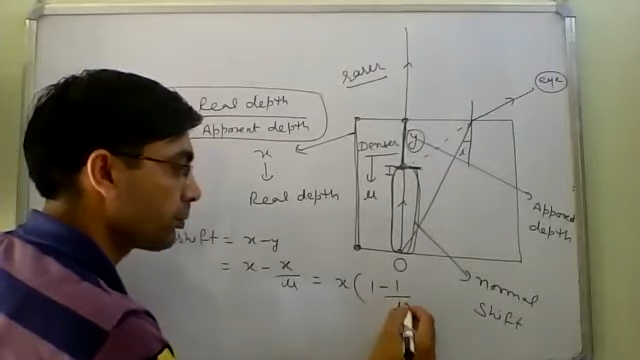 rarer
eye
Real depth
Apparent depth
x
Real depth
Denser
μ
y
I
i
O
Apparent
depth
Normal
Shift
shift = x - y
= x - x/μ = x ( 1 - 1/μ